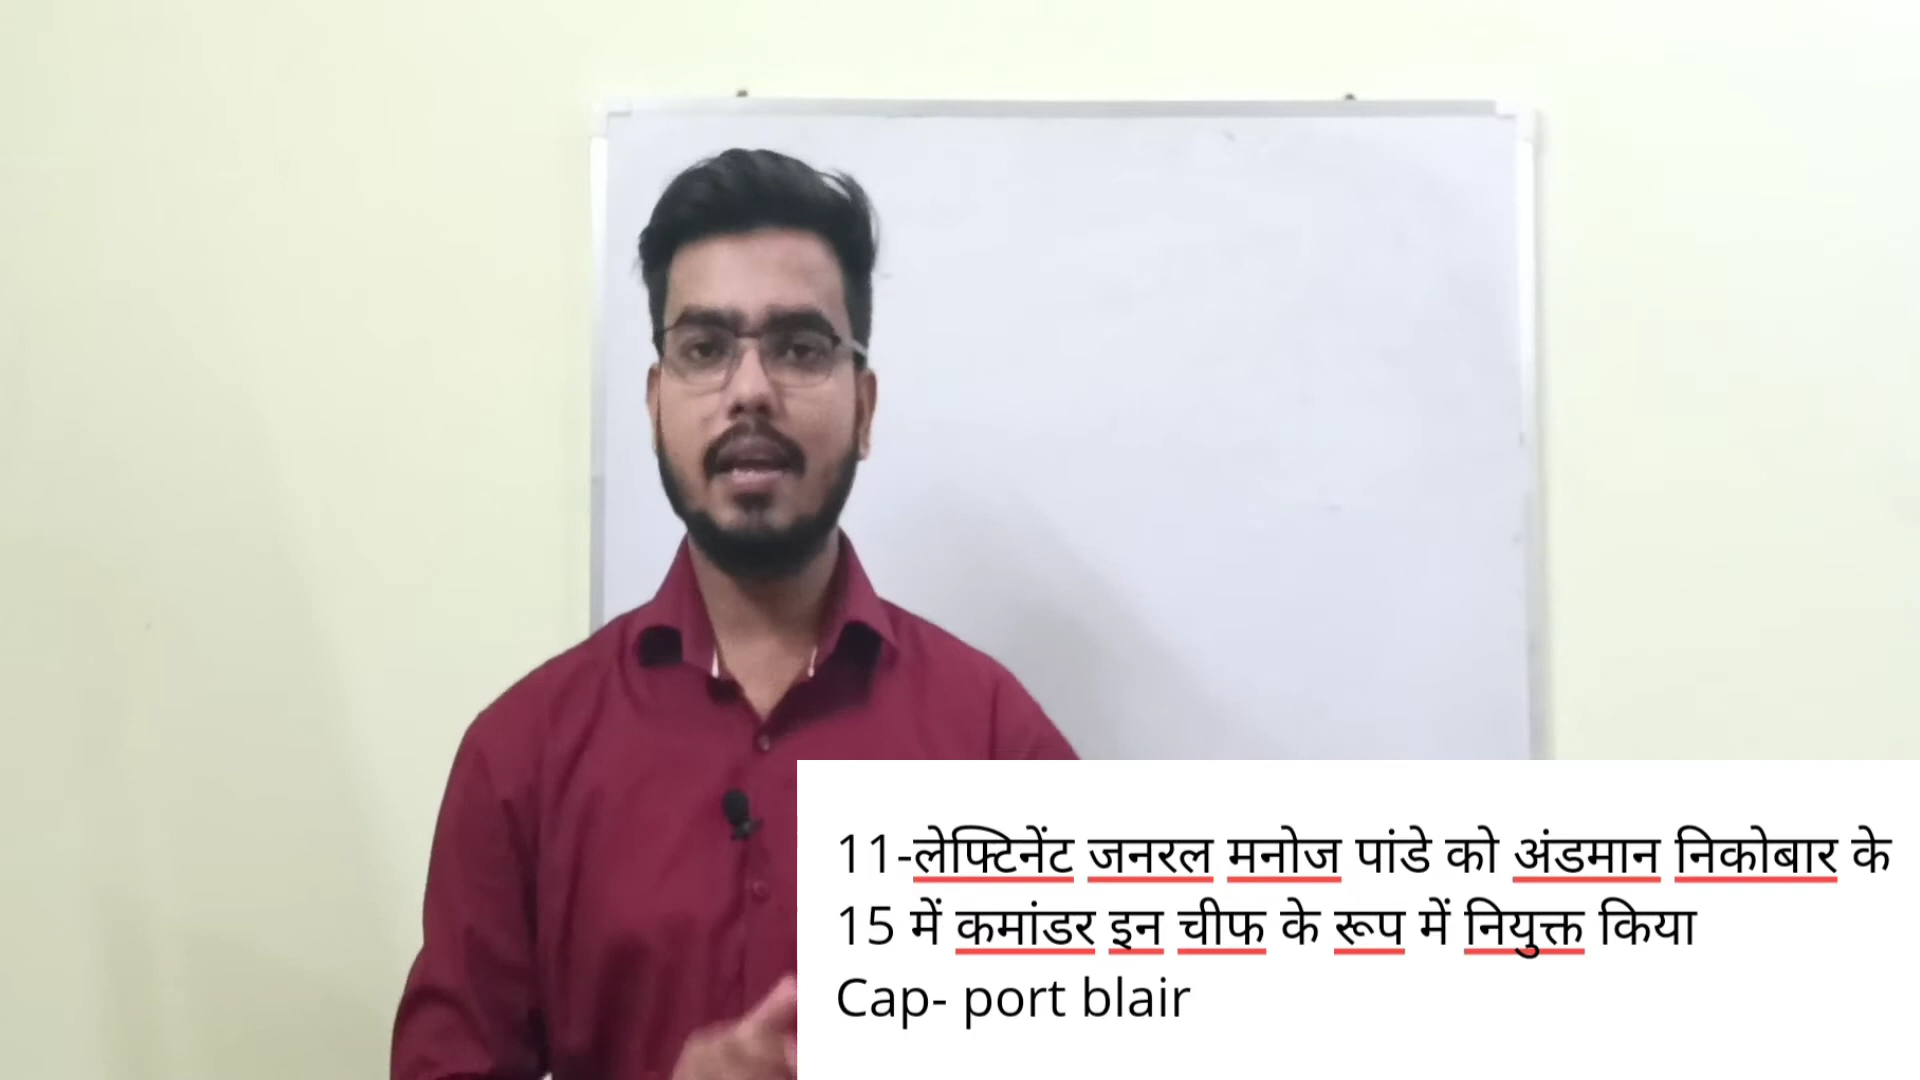 11-लेफ्टिनेंट जनरल मनोज पांडे को अंडमान निकोबार के
15 में कमांडर इन चीफ के रूप में नियुक्त किया
Cap- port blair